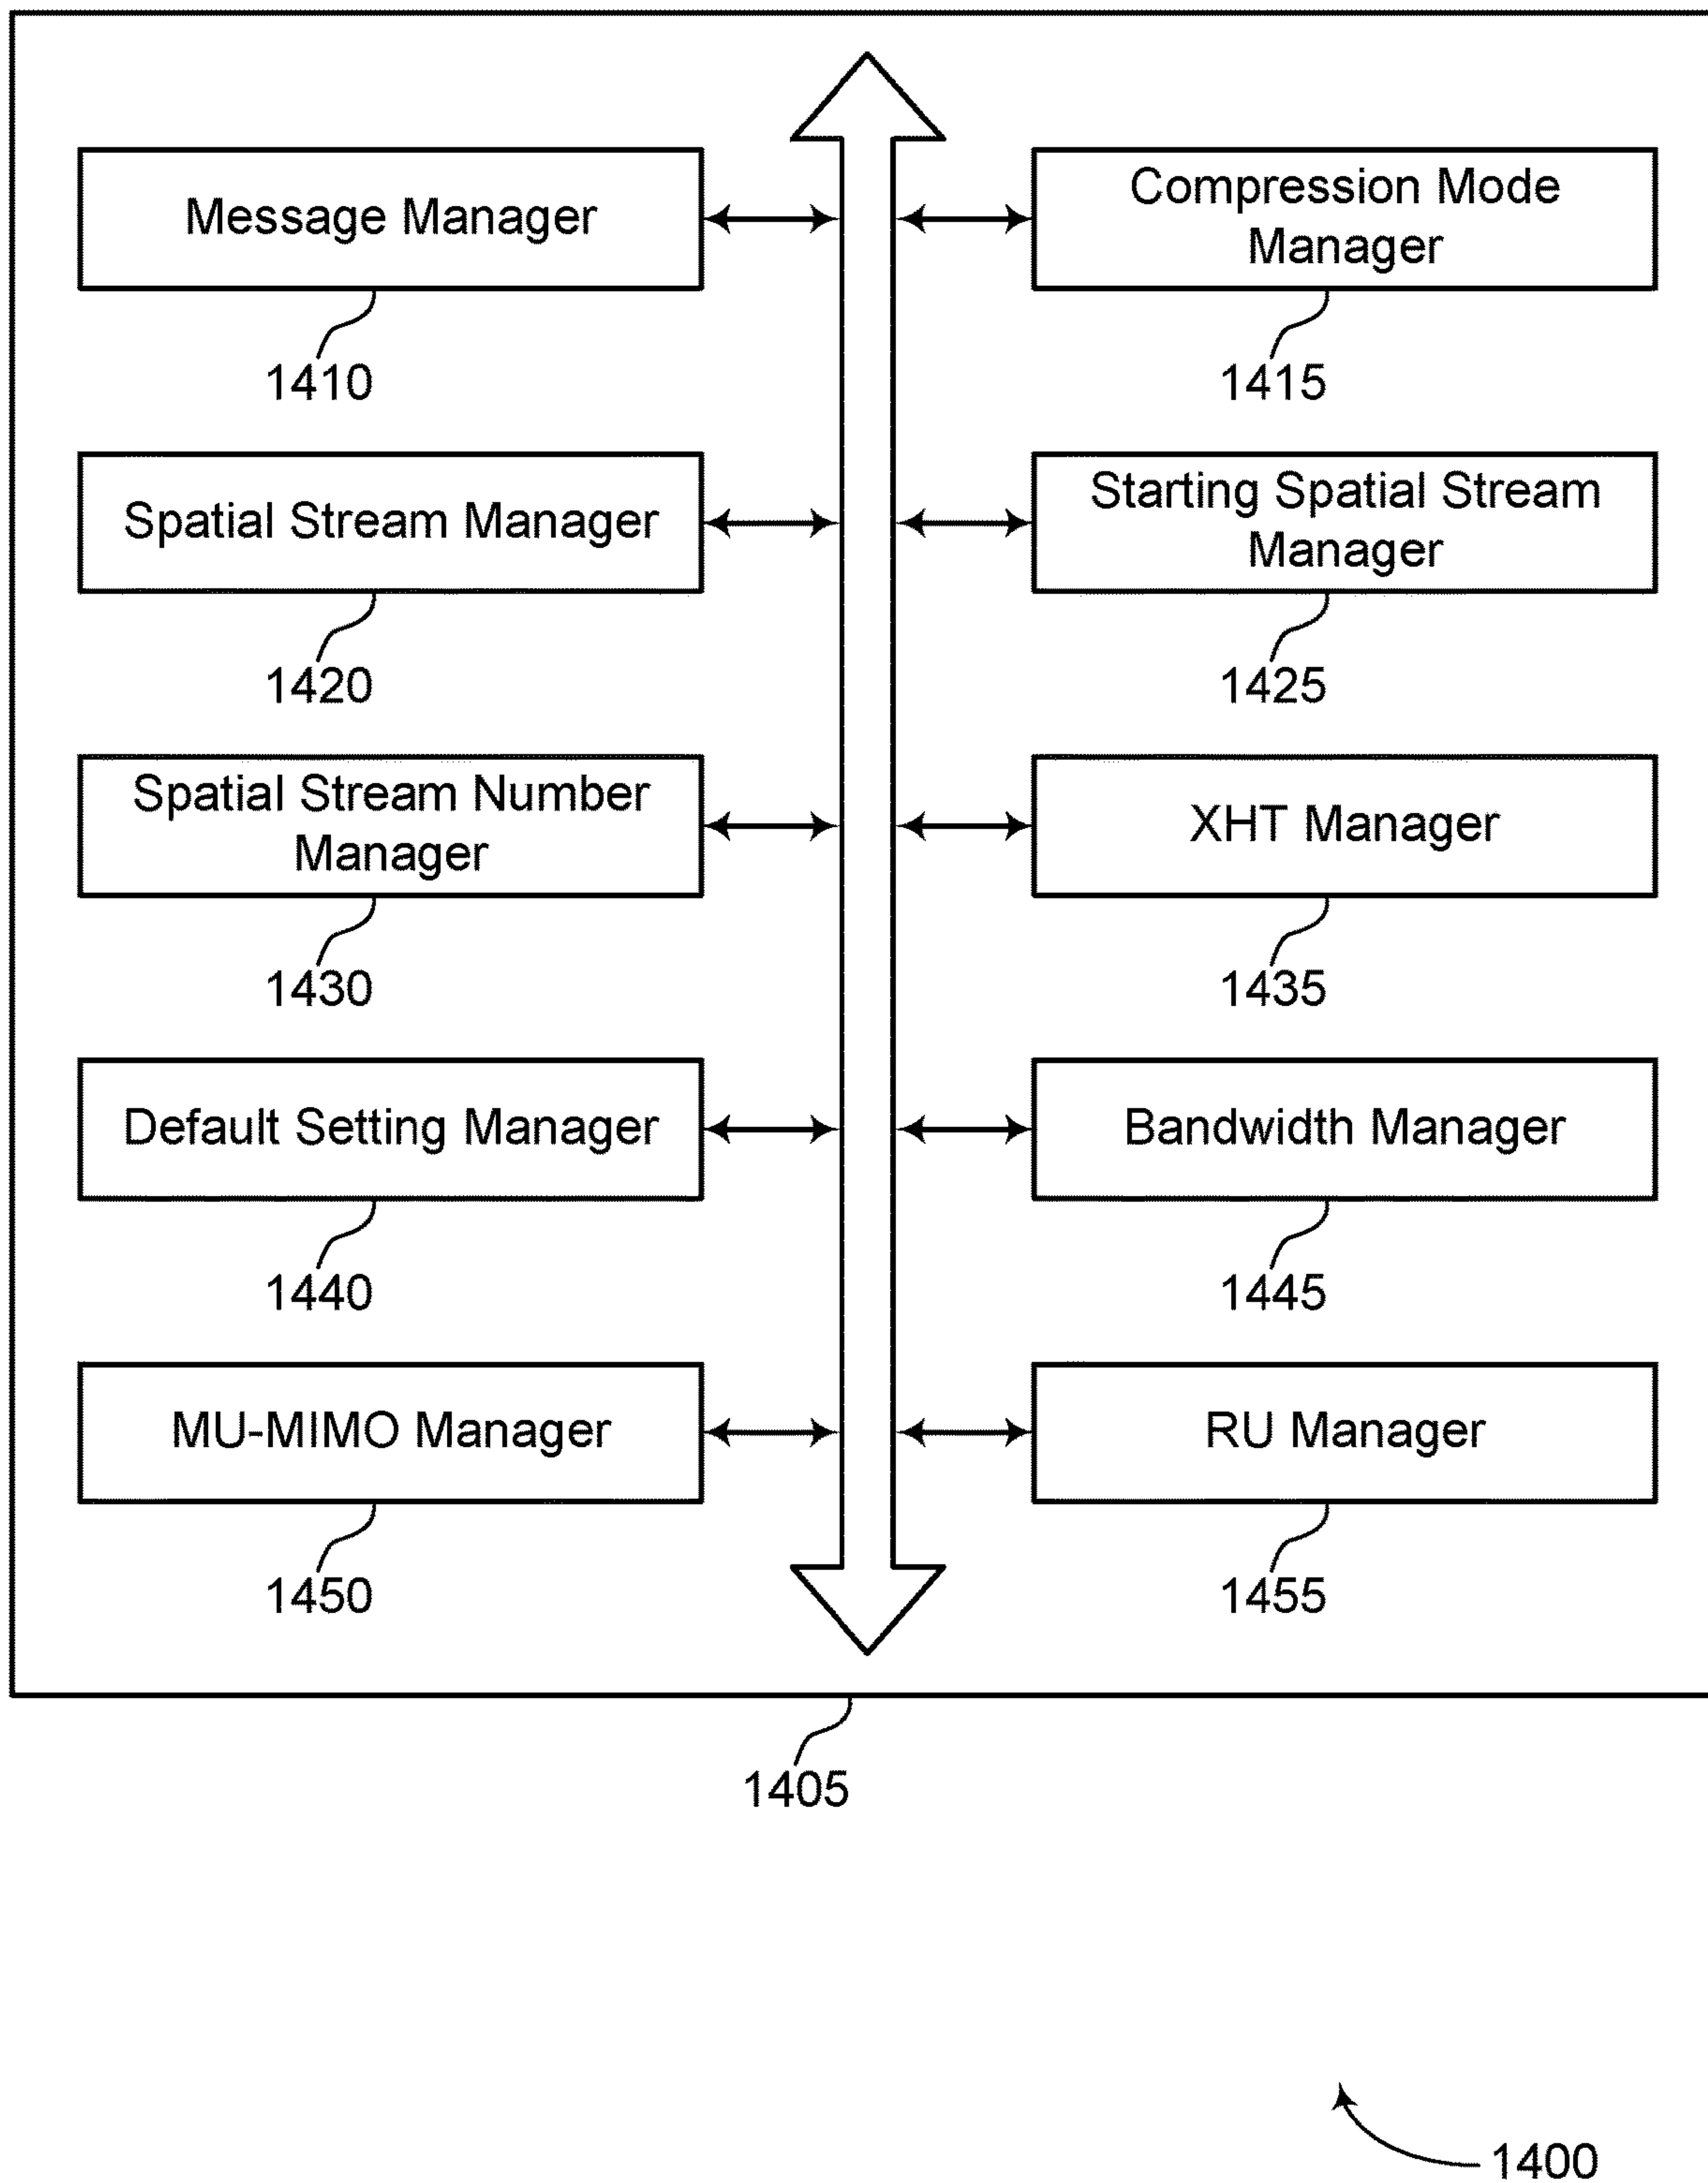 Message Manager
1410
Compression Mode
Manager
1415
Spatial Stream Manager
1420
Starting Spatial Stream
Manager
1425
Spatial Stream Number
Manager
1430
XHT Manager
1435
Default Setting Manager
1440
Bandwidth Manager
1445
MU-MIMO Manager
1450
RU Manager
1455
1405
1400